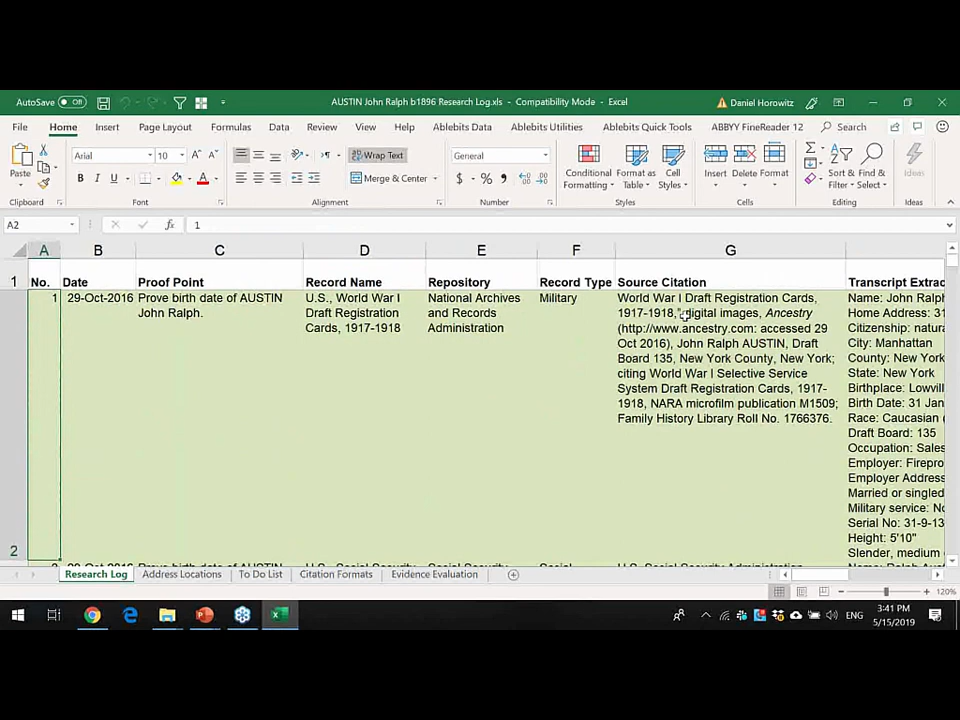 AutoSave Off
AUSTIN John Ralph b1896 Research Log.xls - Compatibility Mode - Excel
Daniel Horowitz
File Home Insert Page Layout Formulas Data Review View Help Ablebits Data Ablebits Utilities Ablebits Quick Tools ABBYY FineReader 12 Search
Paste
Arial 10
Wrap Text
General
Conditional Formatting
Format as Table
Cell Styles
Insert Delete Format
Sort & Filter
Find & Select
Ideas
B I U
Merge & Center
$ % ,
Clipboard Font Alignment Number Styles Cells Editing Ideas
A2 fx 1
A B C D E F G
1 No. Date Proof Point Record Name Repository Record Type Source Citation Transcript Extrac
1 29-Oct-2016 Prove birth date of AUSTIN
John Ralph.
U.S., World War I
Draft Registration
Cards, 1917-1918
National Archives
and Records
Administration
Military
World War I Draft Registration Cards,
1917-1918," digital images, Ancestry
(http://www.ancestry.com: accessed 29
Oct 2016), John Ralph AUSTIN, Draft
Board 135, New York County, New York;
citing World War I Selective Service
System Draft Registration Cards, 1917-
1918, NARA microfilm publication M1509;
Family History Library Roll No. 1766376.
Name: John Ralph
Home Address: 31
Citizenship: natura
City: Manhattan
County: New York
State: New York
Birthplace: Lowvill
Birth Date: 31 Jan
Race: Caucasian (
Draft Board: 135
Occupation: Sales
Employer: Firepro
Employer Address
Married or singled
Military service: No
Serial No: 31-9-13
Height: 5'10"
Slender, medium
2
Research Log Address Locations To Do List Citation Formats Evidence Evaluation
120%
ENG
3:41 PM
5/15/2019